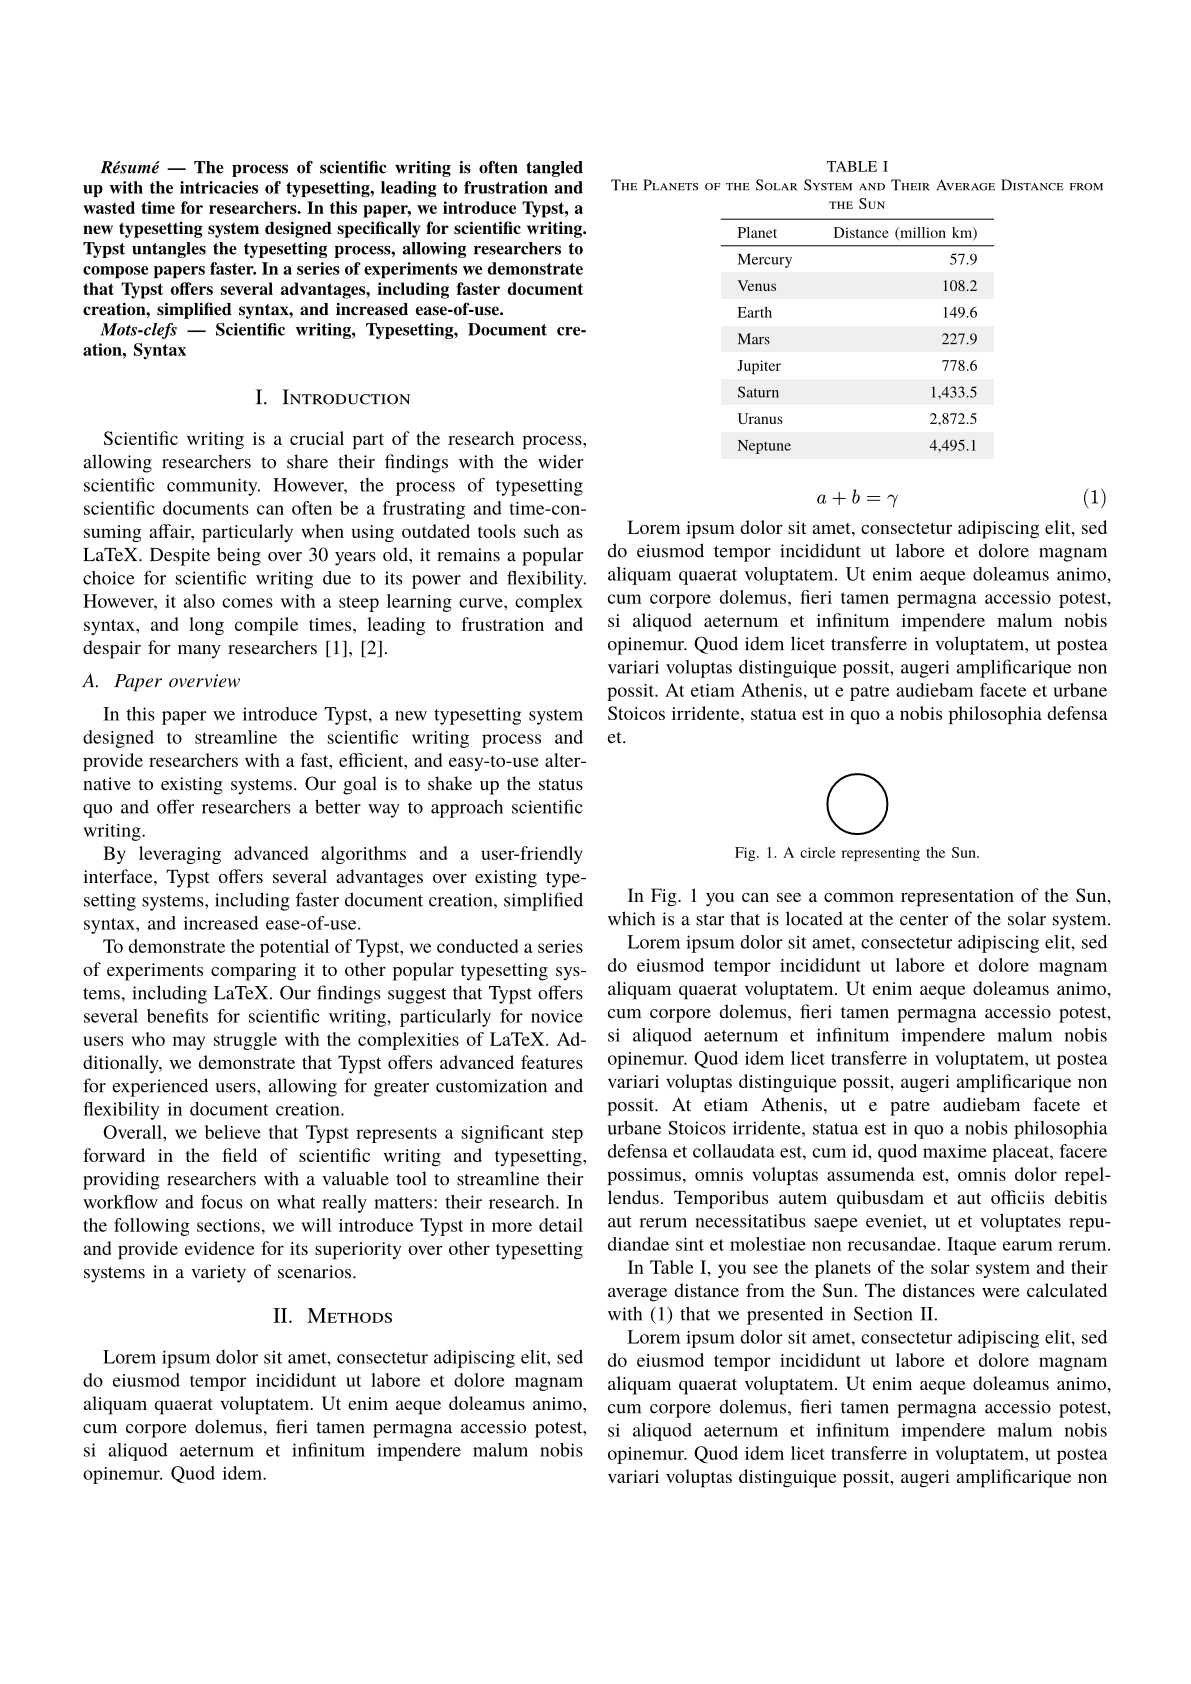 Résumé — The process of scientific writing is often tangled
up with the intricacies of typesetting, leading to frustration and
wasted time for researchers. In this paper, we introduce Typst, a
new typesetting system designed specifically for scientific writing.
Typst untangles the typesetting process, allowing researchers to
compose papers faster. In a series of experiments we demonstrate
that Typst offers several advantages, including faster document
creation, simplified syntax, and increased ease-of-use.
Mots-clefs — Scientific writing, Typesetting, Document cre-
ation, Syntax
I. Introduction
Scientific writing is a crucial part of the research process,
allowing researchers to share their findings with the wider
scientific community. However, the process of typesetting
scientific documents can often be a frustrating and time-con-
suming affair, particularly when using outdated tools such as
LaTeX. Despite being over 30 years old, it remains a popular
choice for scientific writing due to its power and flexibility.
However, it also comes with a steep learning curve, complex
syntax, and long compile times, leading to frustration and
despair for many researchers [1], [2].
A. Paper overview
In this paper we introduce Typst, a new typesetting system
designed to streamline the scientific writing process and
provide researchers with a fast, efficient, and easy-to-use alter-
native to existing systems. Our goal is to shake up the status
quo and offer researchers a better way to approach scientific
writing.
By leveraging advanced algorithms and a user-friendly
interface, Typst offers several advantages over existing type-
setting systems, including faster document creation, simplified
syntax, and increased ease-of-use.
To demonstrate the potential of Typst, we conducted a series
of experiments comparing it to other popular typesetting sys-
tems, including LaTeX. Our findings suggest that Typst offers
several benefits for scientific writing, particularly for novice
users who may struggle with the complexities of LaTeX. Ad-
ditionally, we demonstrate that Typst offers advanced features
for experienced users, allowing for greater customization and
flexibility in document creation.
Overall, we believe that Typst represents a significant step
forward in the field of scientific writing and typesetting,
providing researchers with a valuable tool to streamline their
workflow and focus on what really matters: their research. In
the following sections, we will introduce Typst in more detail
and provide evidence for its superiority over other typesetting
systems in a variety of scenarios.
II. Methods
Lorem ipsum dolor sit amet, consectetur adipiscing elit, sed
do eiusmod tempor incididunt ut labore et dolore magnam
aliquam quaerat voluptatem. Ut enim aeque doleamus animo,
cum corpore dolemus, fieri tamen permagna accessio potest,
si aliquod aeternum et infinitum impendere malum nobis
opinemur. Quod idem.
TABLE I
The Planets of the Solar System and Their Average Distance from
the Sun
Planet Distance (million km)
Mercury 57.9
Venus 108.2
Earth 149.6
Mars 227.9
Jupiter 778.6
Saturn 1,433.5
Uranus 2,872.5
Neptune 4,495.1
a + b = γ (1)
Lorem ipsum dolor sit amet, consectetur adipiscing elit, sed
do eiusmod tempor incididunt ut labore et dolore magnam
aliquam quaerat voluptatem. Ut enim aeque doleamus animo,
cum corpore dolemus, fieri tamen permagna accessio potest,
si aliquod aeternum et infinitum impendere malum nobis
opinemur. Quod idem licet transferre in voluptatem, ut postea
variari voluptas distinguique possit, augeri amplificarique non
possit. At etiam Athenis, ut e patre audiebam facete et urbane
Stoicos irridente, statua est in quo a nobis philosophia defensa
et.
Fig. 1. A circle representing the Sun.
In Fig. 1 you can see a common representation of the Sun,
which is a star that is located at the center of the solar system.
Lorem ipsum dolor sit amet, consectetur adipiscing elit, sed
do eiusmod tempor incididunt ut labore et dolore magnam
aliquam quaerat voluptatem. Ut enim aeque doleamus animo,
cum corpore dolemus, fieri tamen permagna accessio potest,
si aliquod aeternum et infinitum impendere malum nobis
opinemur. Quod idem licet transferre in voluptatem, ut postea
variari voluptas distinguique possit, augeri amplificarique non
possit. At etiam Athenis, ut e patre audiebam facete et
urbane Stoicos irridente, statua est in quo a nobis philosophia
defensa et collaudata est, cum id, quod maxime placeat, facere
possimus, omnis voluptas assumenda est, omnis dolor repel-
lendus. Temporibus autem quibusdam et aut officiis debitis
aut rerum necessitatibus saepe eveniet, ut et voluptates repu-
diandae sint et molestiae non recusandae. Itaque earum rerum.
In Table I, you see the planets of the solar system and their
average distance from the Sun. The distances were calculated
with (1) that we presented in Section II.
Lorem ipsum dolor sit amet, consectetur adipiscing elit, sed
do eiusmod tempor incididunt ut labore et dolore magnam
aliquam quaerat voluptatem. Ut enim aeque doleamus animo,
cum corpore dolemus, fieri tamen permagna accessio potest,
si aliquod aeternum et infinitum impendere malum nobis
opinemur. Quod idem licet transferre in voluptatem, ut postea
variari voluptas distinguique possit, augeri amplificarique non